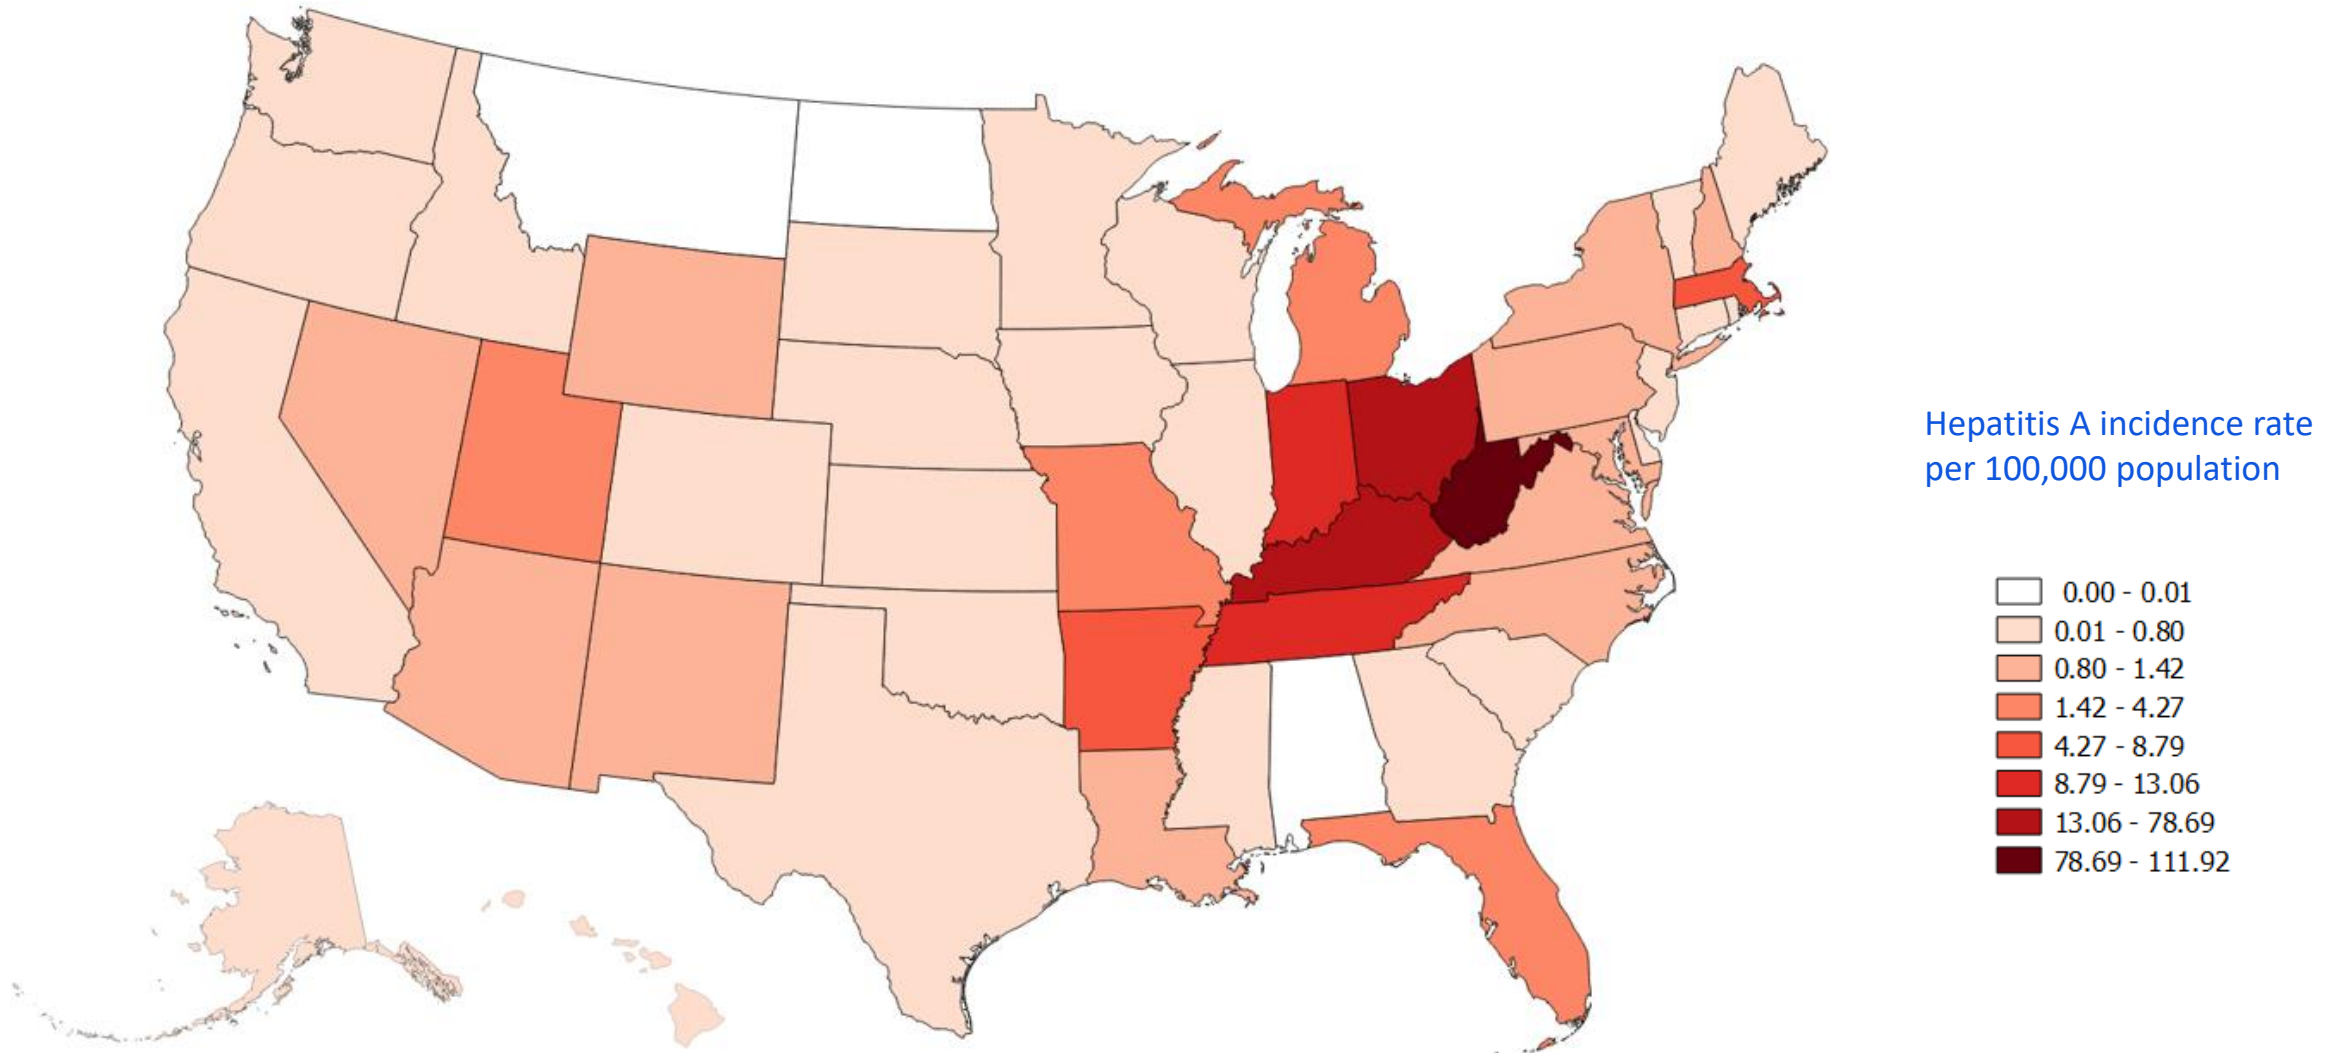 Hepatitis A incidence rate
per 100,000 population
0.00 - 0.01
0.01 - 0.80
0.80 - 1.42
1.42 - 4.27
4.27 - 8.79
8.79 - 13.06
13.06 - 78.69
78.69 - 111.92